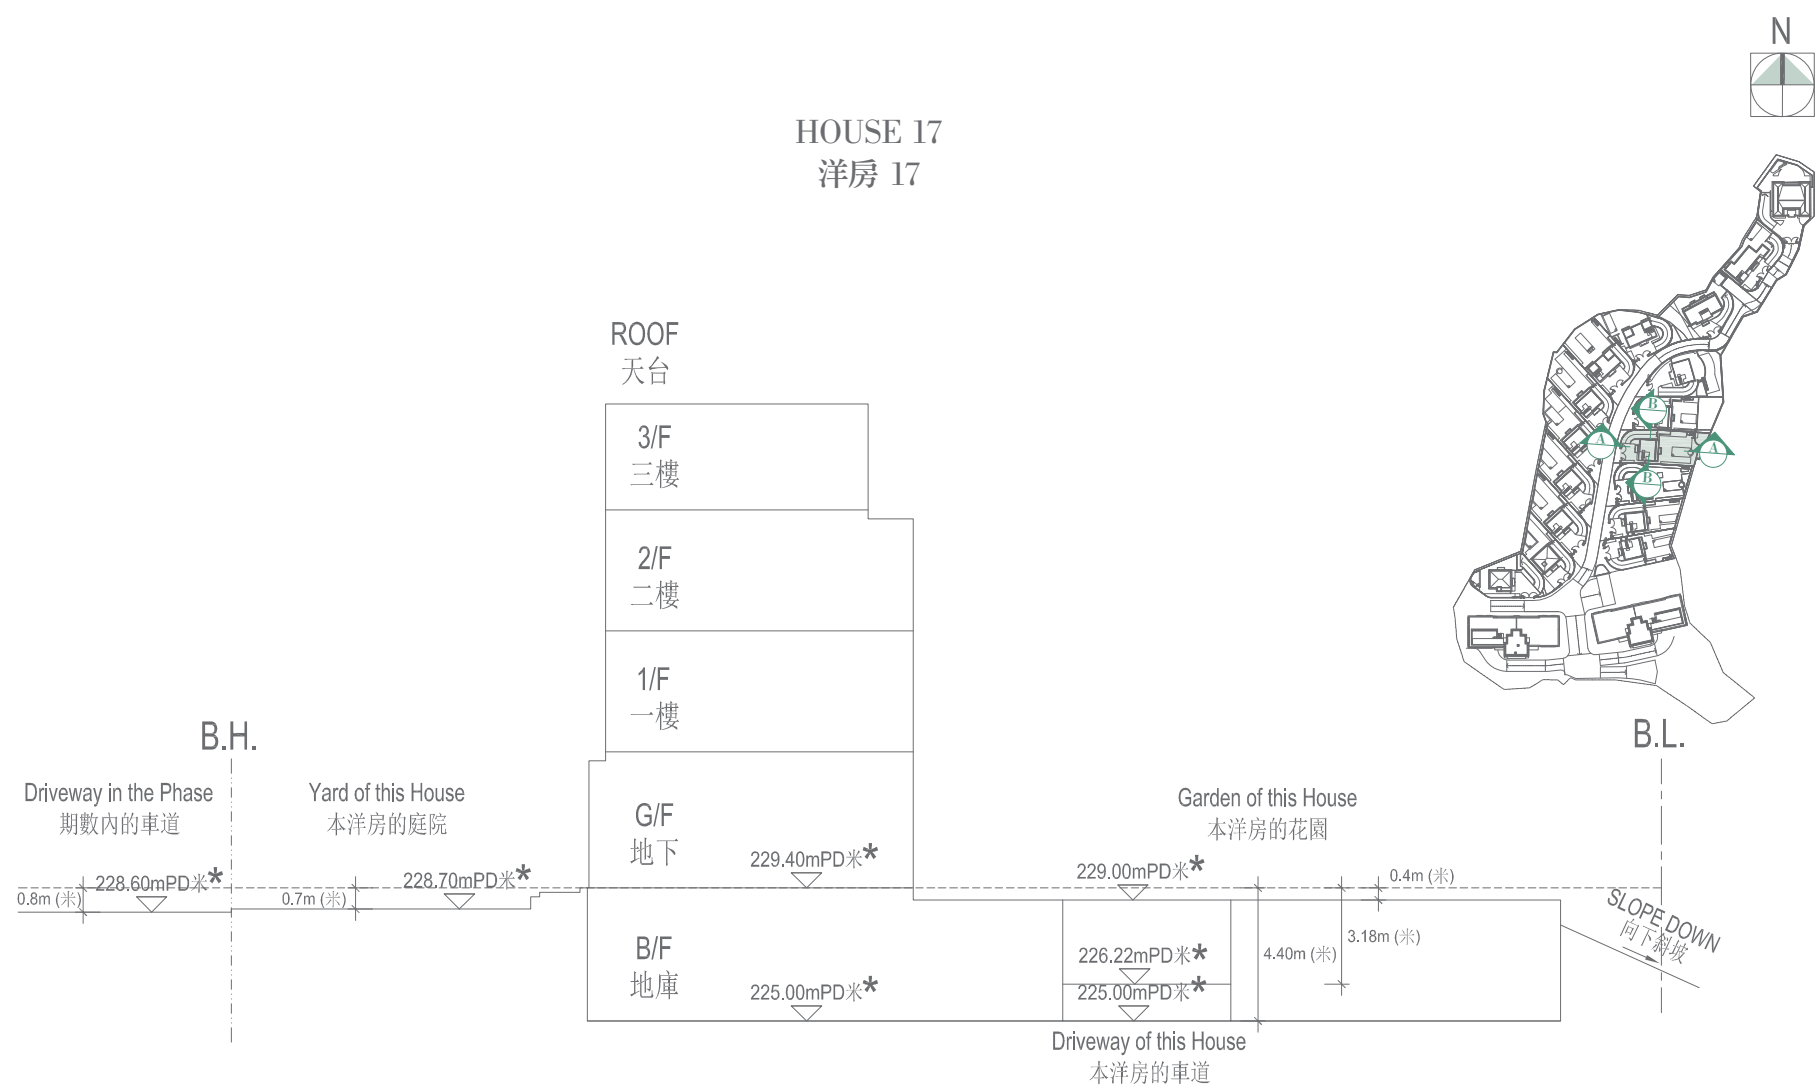 N
HOUSE 17
洋房 17
ROOF
天台
3/F
三樓
2/F
二樓
1/F
一樓
G/F
地下
B/F
地庫
B.H.
B.L.
Driveway in the Phase
期數內的車道
Yard of this House
本洋房的庭院
Garden of this House
本洋房的花園
228.60mPD米*
228.70mPD米*
229.40mPD米*
229.00mPD米*
0.8m (米)
0.7m (米)
0.4m (米)
SLOPE DOWN
向下斜坡
3.18m (米)
4.40m (米)
226.22mPD米*
225.00mPD米*
225.00mPD米*
Driveway of this House
本洋房的車道
B
A
A
B